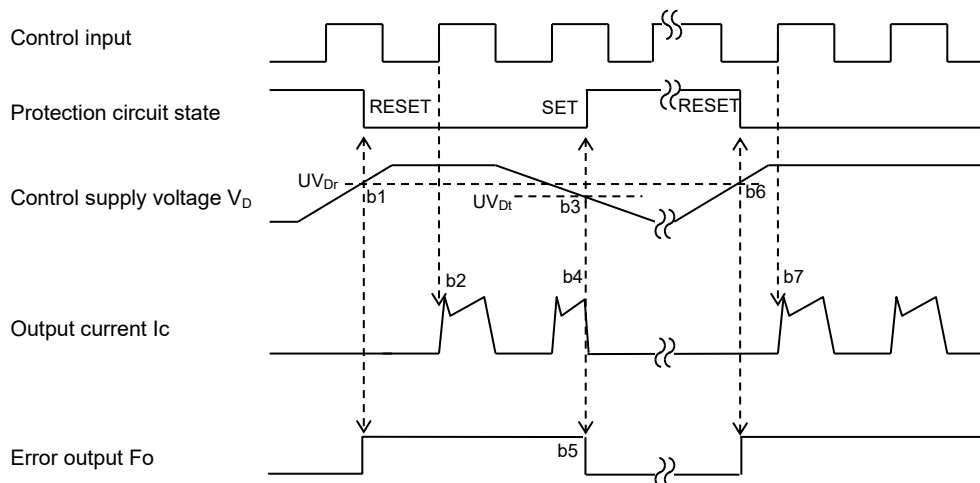 Control input
Protection circuit state
RESET
SET
RESET
Control supply voltage VD
UVDr
b1
UVDt
b3
b6
b2
b4
b7
Output current Ic
Error output Fo
b5